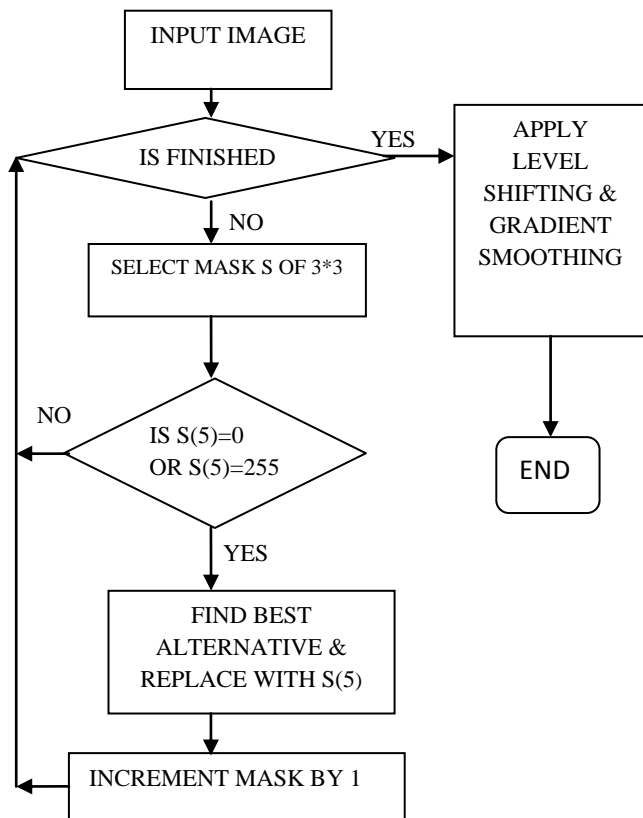 INPUT IMAGE
IS FINISHED
YES
APPLY
LEVEL
SHIFTING &
GRADIENT
SMOOTHING
NO
SELECT MASK S OF 3*3
NO
IS S(5)=0
OR S(5)=255
END
YES
FIND BEST
ALTERNATIVE &
REPLACE WITH S(5)
INCREMENT MASK BY 1